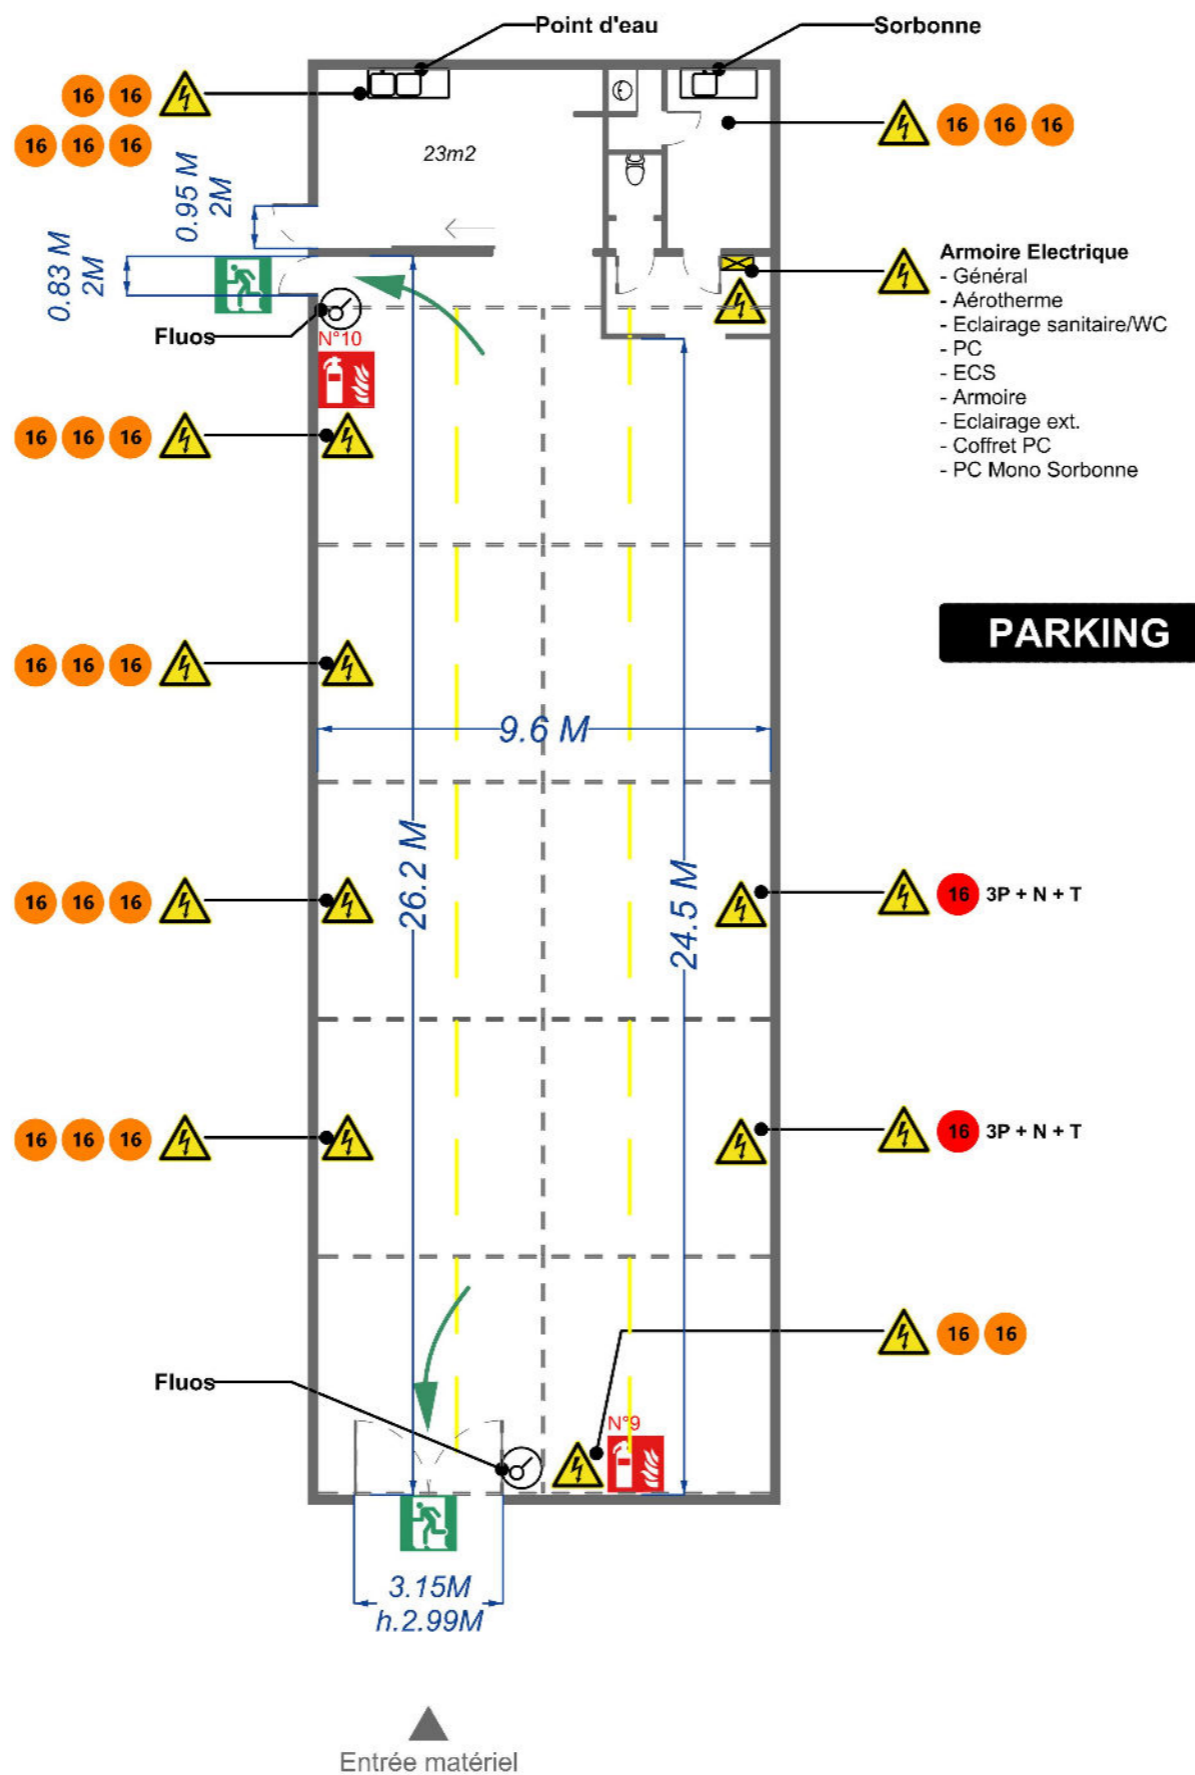 Point d'eau
Sorbonne
16 16
16 16 16
16 16 16
23m2
0.95 M
2M
0.83 M
2M
Armoire Electrique
- Général
- Aérotherme
- Eclairage sanitaire/WC
- PC
- ECS
- Armoire
- Eclairage ext.
- Coffret PC
- PC Mono Sorbonne
Fluos
N°10
16 16 16
PARKING
16 16 16
9.6 M
26.2 M
24.5 M
16 16 16
16 3P + N + T
16 16 16
16 3P + N + T
16 16
Fluos
N°9
3.15M
h.2.99M
Entrée matériel